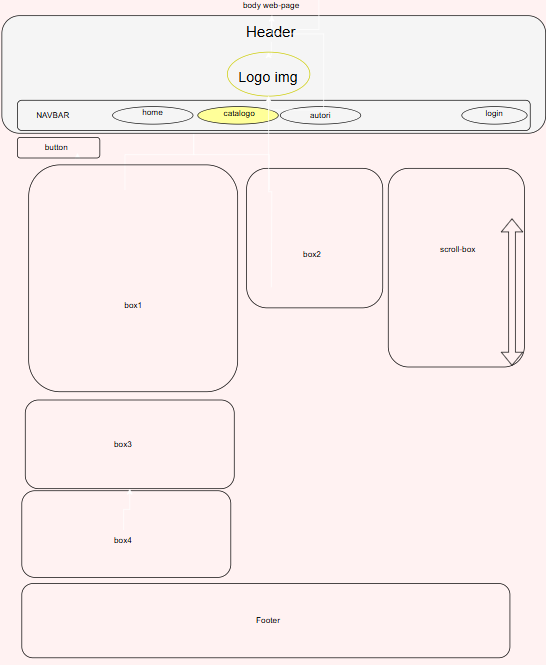 body web-page
Header
Logo img
NAVBAR
home
catalogo
autori
login
button
box1
box2
scroll-box
box3
box4
Footer